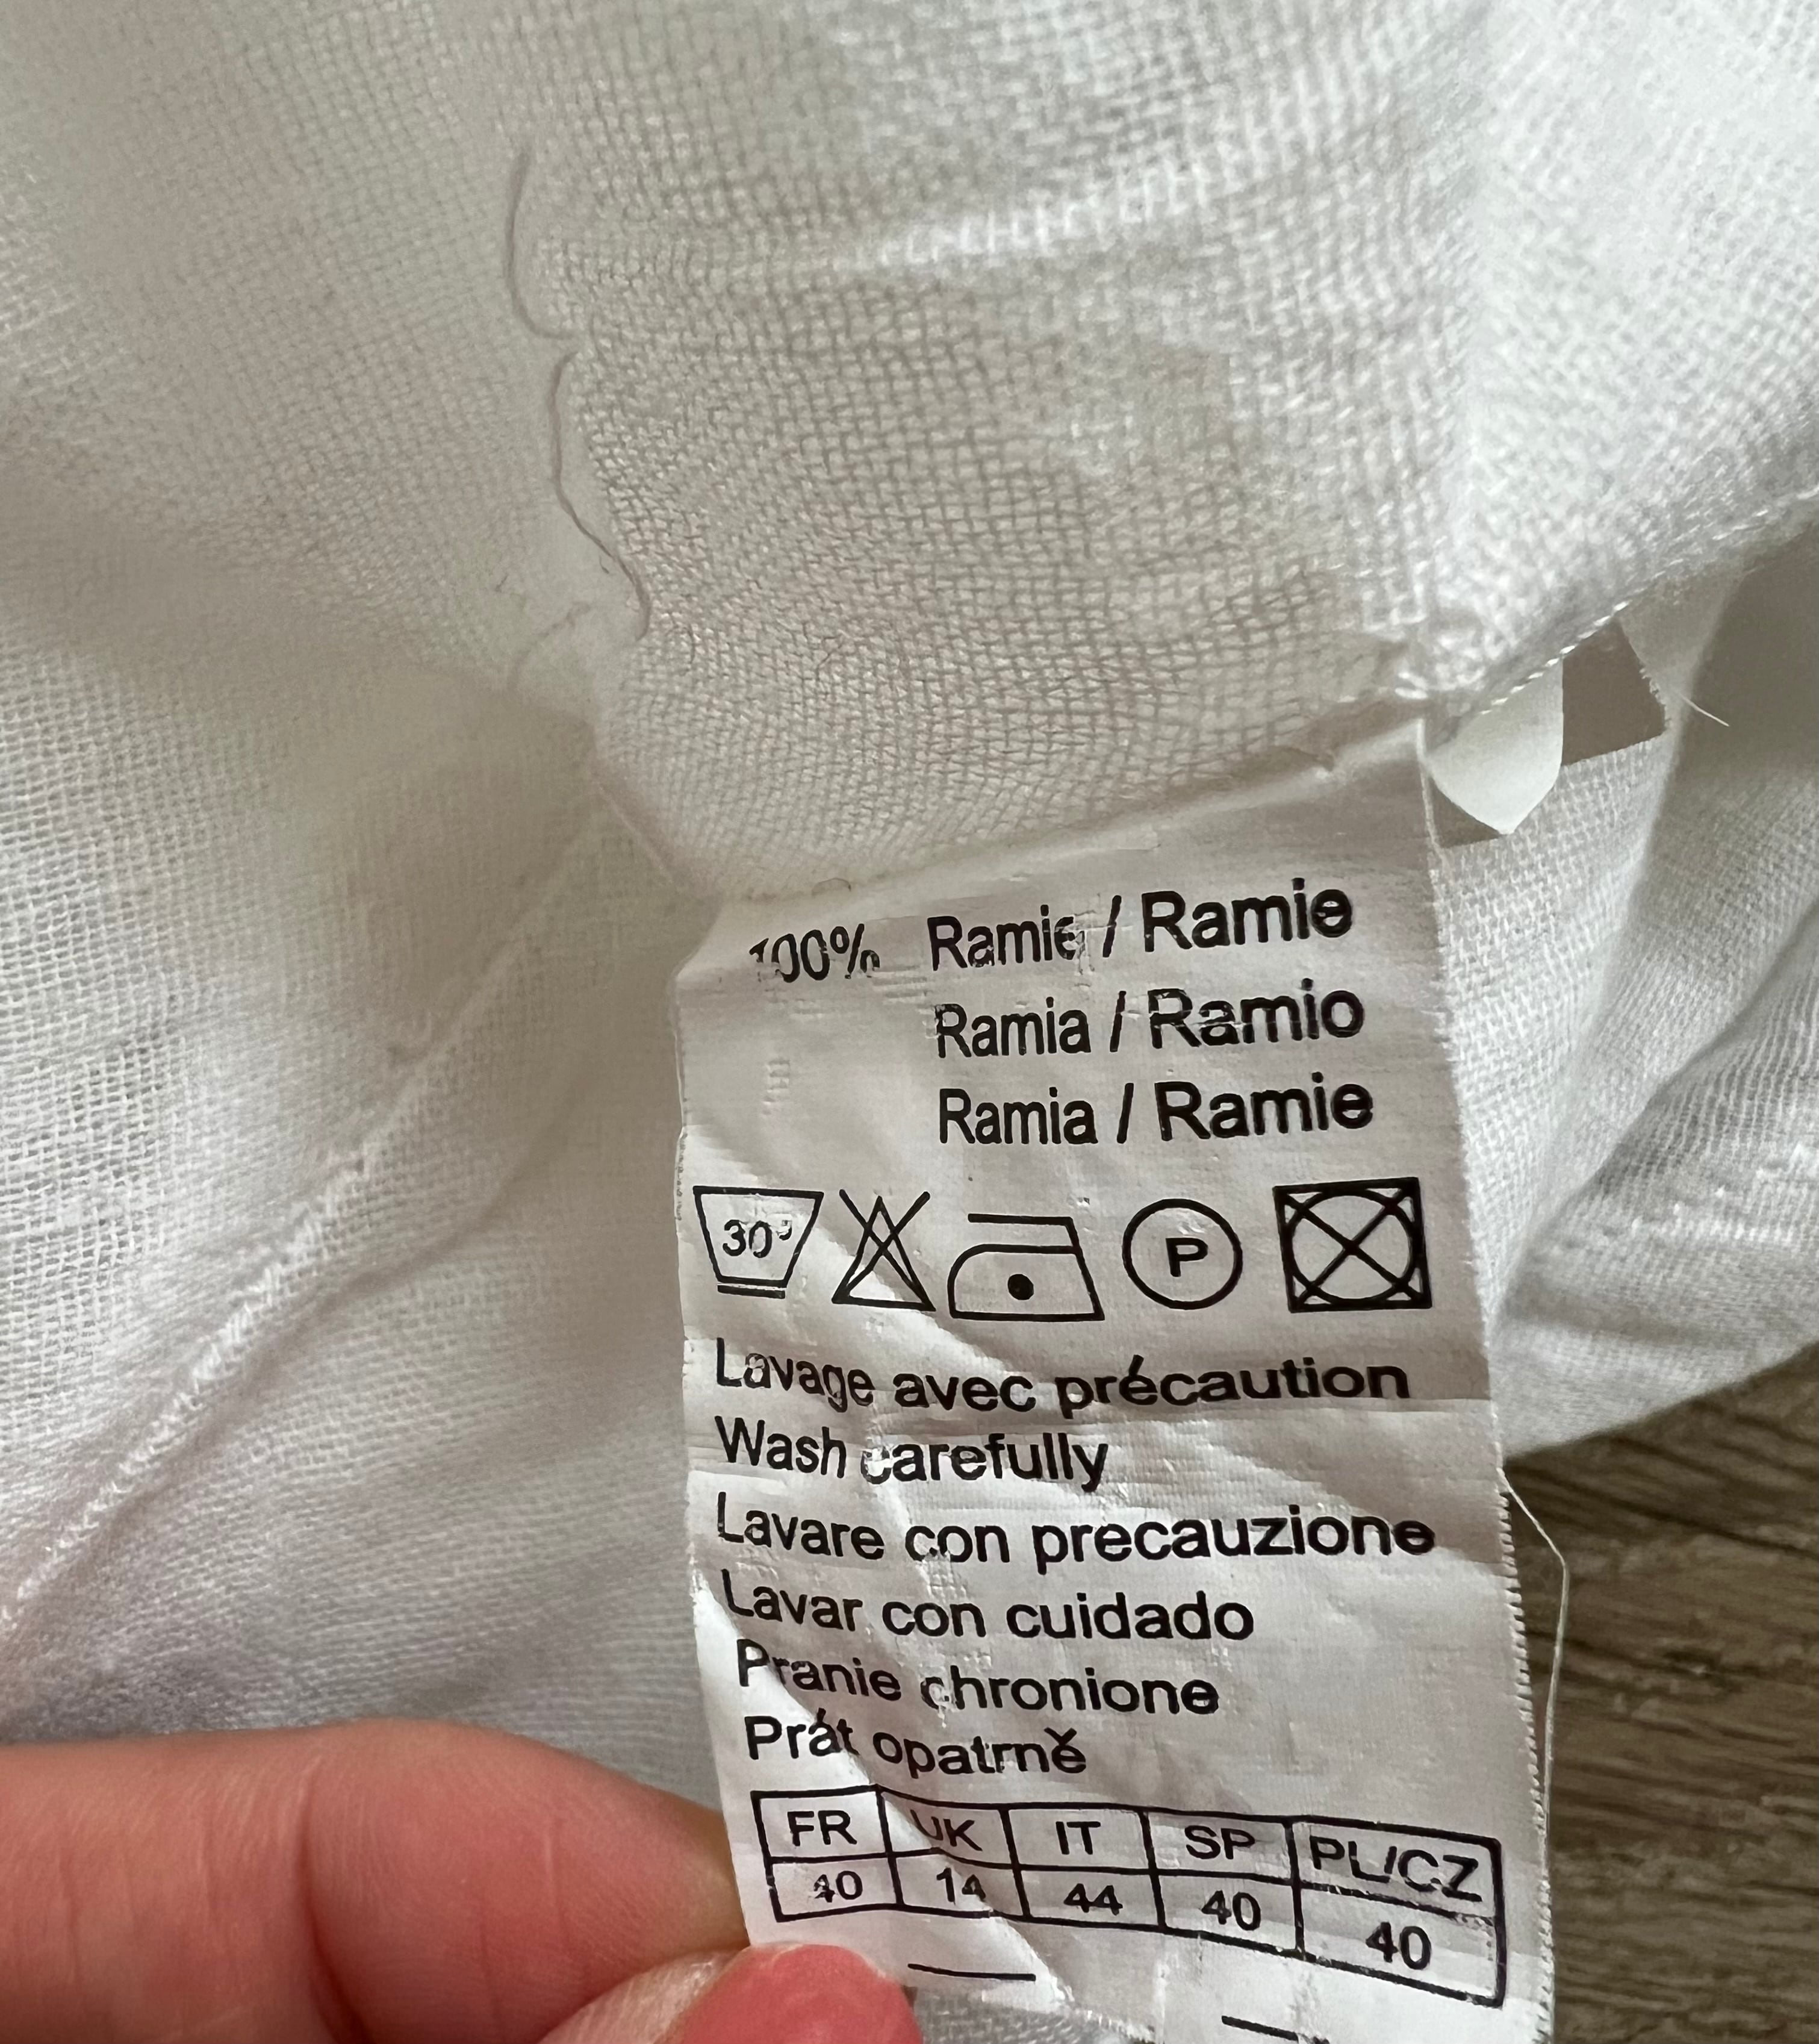 100% Ramie / Ramie
Ramia / Ramio
Ramia / Ramie
30°
P
Lavage avec précaution
Wash carefully
Lavare con precauzione
Lavar con cuidado
Pranie chronione
Prát opatrně
FR UK IT SP PL/CZ
40 14 44 40 40